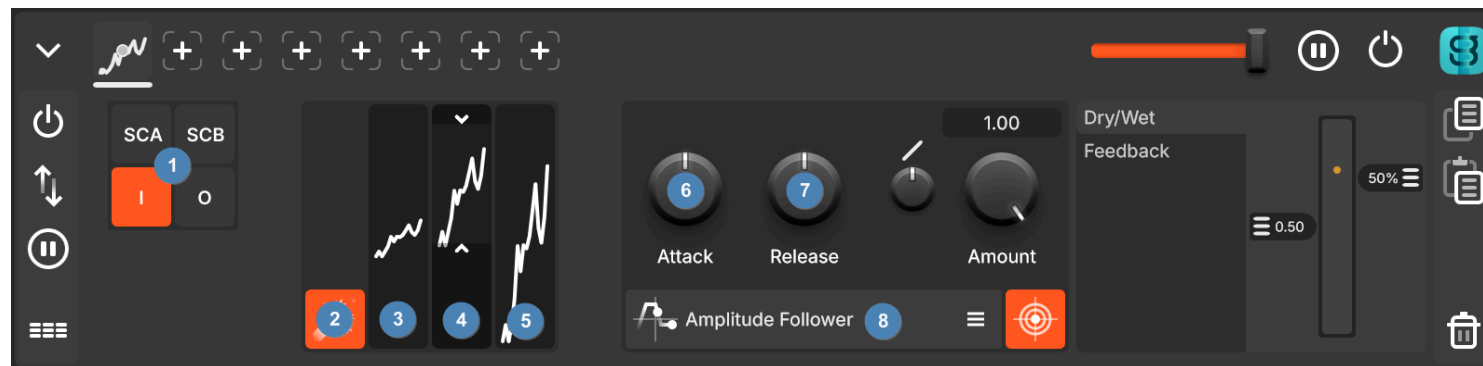 SCA SCB
1
I O
2 3 4 5
1.00
6 7
Attack Release Amount
Amplitude Follower 8
Dry/Wet
Feedback
50%
0.50